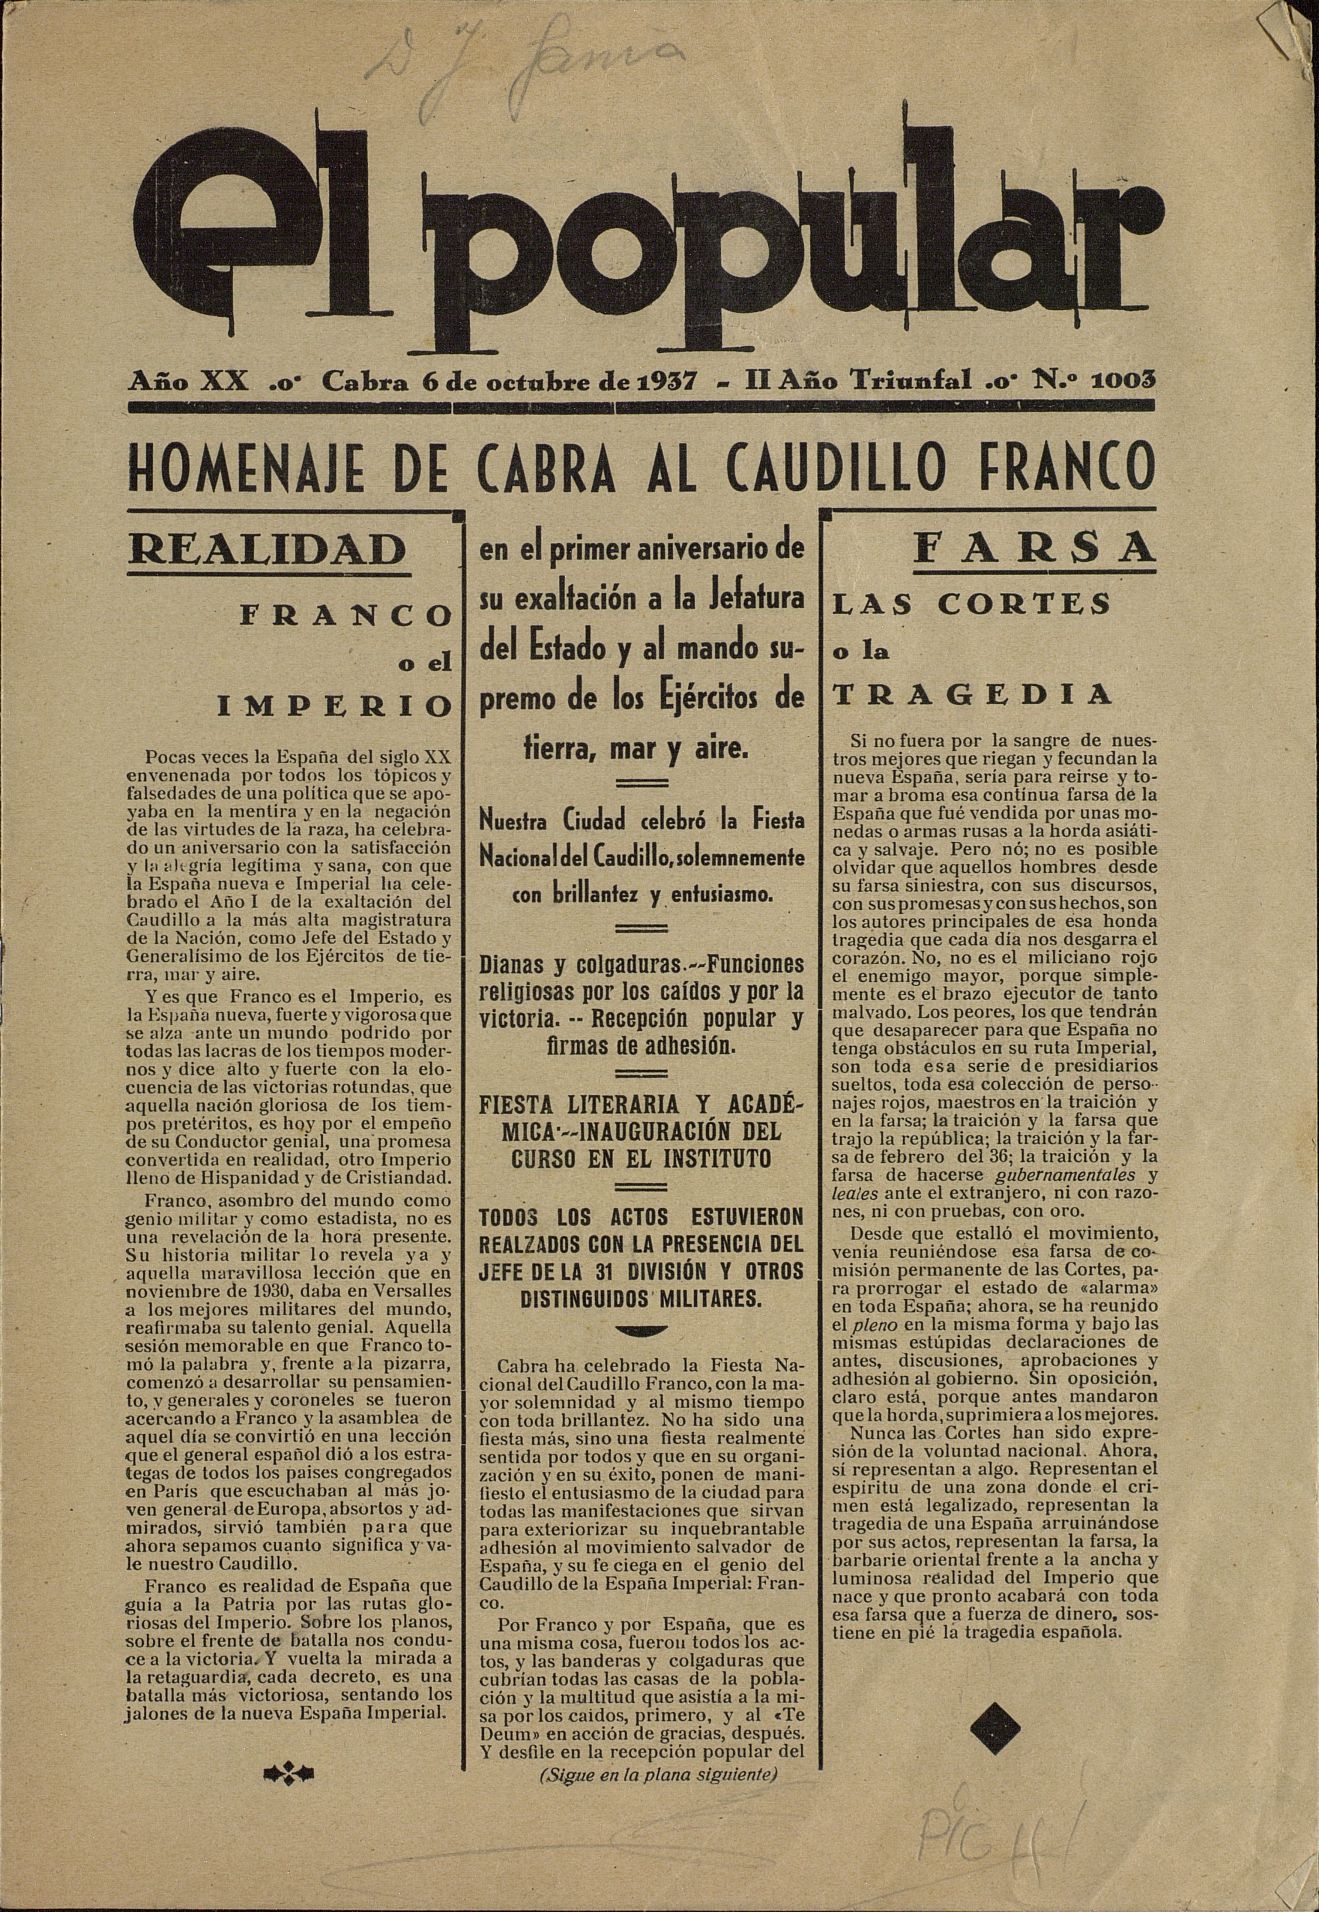 el popular
Año XX .o· Cabra 6 de octubre de 1937 - II Año Triunfal .o· N.º 1003
HOMENAJE DE CABRA AL CAUDILLO FRANCO
REALIDAD
FRANCO
o el
IMPERIO
Pocas veces la España del siglo XX
envenenada por todos los tópicos y
falsedades de una política que se apo-
yaba en la mentira y en la negación
de las virtudes de la raza, ha celebra-
do un aniversario con la satisfacción
y la alegría legítima y sana, con que
la España nueva e Imperial ha cele-
brado el Año I de la exaltación del
Caudillo a la más alta magistratura
de la Nación, como Jefe del Estado y
Generalísimo de los Ejércitos de tie-
rra, mar y aire.
Y es que Franco es el Imperio, es
la España nueva, fuerte y vigorosa que
se alza ante un mundo podrido por
todas las lacras de los tiempos moder-
nos y dice alto y fuerte con la elo-
cuencia de las victorias rotundas, que
aquella nación gloriosa de los tiem-
pos pretéritos, es hoy por el empeño
de su Conductor genial, una promesa
convertida en realidad, otro Imperio
lleno de Hispanidad y de Cristiandad.
Franco, asombro del mundo como
genio militar y como estadista, no es
una revelación de la hora presente.
Su historia militar lo revela ya y
aquella maravillosa lección que en
noviembre de 1930, daba en Versalles
a los mejores militares del mundo,
reafirmaba su talento genial. Aquella
sesión memorable en que Franco to-
mó la palabra y, frente a la pizarra,
comenzó a desarrollar su pensamien-
to, y generales y coroneles se fueron
acercando a Franco y la asamblea de
aquel día se convirtió en una lección
que el general español dió a los estra-
tegas de todos los paises congregados
en París que escuchaban al más jo-
ven general de Europa, absortos y ad-
mirados, sirvió también para que
ahora sepamos cuanto significa y va-
le nuestro Caudillo.
Franco es realidad de España que
guía a la Patria por las rutas glo-
riosas del Imperio. Sobre los planos,
sobre el frente de batalla nos condu-
ce a la victoria. Y vuelta la mirada a
la retaguardia, cada decreto, es una
batalla más victoriosa, sentando los
jalones de la nueva España Imperial.
en el primer aniversario de
su exaltación a la Jefatura
del Estado y al mando su-
premo de los Ejércitos de
tierra, mar y aire.
Nuestra Ciudad celebró la Fiesta
Nacional del Caudillo, solemnemente
con brillantez y entusiasmo.
Dianas y colgaduras.--Funciones
religiosas por los caídos y por la
victoria. -- Recepción popular y
firmas de adhesión.
FIESTA LITERARIA Y ACADÉ-
MICA·--INAUGURACIÓN DEL
CURSO EN EL INSTITUTO
TODOS LOS ACTOS ESTUVIERON
REALZADOS CON LA PRESENCIA DEL
JEFE DE LA 31 DIVISIÓN Y OTROS
DISTINGUIDOS MILITARES.
Cabra ha celebrado la Fiesta Na-
cional del Caudillo Franco, con la ma-
yor solemnidad y al mismo tiempo
con toda brillantez. No ha sido una
fiesta más, sino una fiesta realmente
sentida por todos y que en su organi-
zación y en su éxito, ponen de mani-
fiesto el entusiasmo de la ciudad para
todas las manifestaciones que sirvan
para exteriorizar su inquebrantable
adhesión al movimiento salvador de
España, y su fe ciega en el genio del
Caudillo de la España Imperial: Fran-
co.
Por Franco y por España, que es
una misma cosa, fueron todos los ac-
tos, y las banderas y colgaduras que
cubrían todas las casas de la pobla-
ción y la multitud que asistía a la mi-
sa por los caidos, primero, y al «Te
Deum» en acción de gracias, después.
Y desfile en la recepción popular del
(Sigue en la plana siguiente)
FARSA
LAS CORTES
o la
TRAGEDIA
Si no fuera por la sangre de nues-
tros mejores que riegan y fecundan la
nueva España, sería para reirse y to-
mar a broma esa contínua farsa de la
España que fué vendida por unas mo-
nedas o armas rusas a la horda asiáti-
ca y salvaje. Pero nó; no es posible
olvidar que aquellos hombres desde
su farsa siniestra, con sus discursos,
con sus promesas y con sus hechos, son
los autores principales de esa honda
tragedia que cada día nos desgarra el
corazón. No, no es el miliciano rojo
el enemigo mayor, porque simple-
mente es el brazo ejecutor de tanto
malvado. Los peores, los que tendrán
que desaparecer para que España no
tenga obstáculos en su ruta Imperial,
son toda esa serie de presidiarios
sueltos, toda esa colección de perso-
najes rojos, maestros en la traición y
en la farsa; la traición y la farsa que
trajo la república; la traición y la far-
sa de febrero del 36; la traición y la
farsa de hacerse gubernamentales y
leales ante el extranjero, ni con razo-
nes, ni con pruebas, con oro.
Desde que estalló el movimiento,
venía reuniéndose esa farsa de co-
misión permanente de las Cortes, pa-
ra prorrogar el estado de «alarma»
en toda España; ahora, se ha reunido
el pleno en la misma forma y bajo las
mismas estúpidas declaraciones de
antes, discusiones, aprobaciones y
adhesión al gobierno. Sin oposición,
claro está, porque antes mandaron
que la horda, suprimiera a los mejores.
Nunca las Cortes han sido expre-
sión de la voluntad nacional. Ahora,
sí representan a algo. Representan el
espíritu de una zona donde el cri-
men está legalizado, representan la
tragedia de una España arruinándose
por sus actos, representan la farsa, la
barbarie oriental frente a la ancha y
luminosa realidad del Imperio que
nace y que pronto acabará con toda
esa farsa que a fuerza de dinero, sos-
tiene en pié la tragedia española.